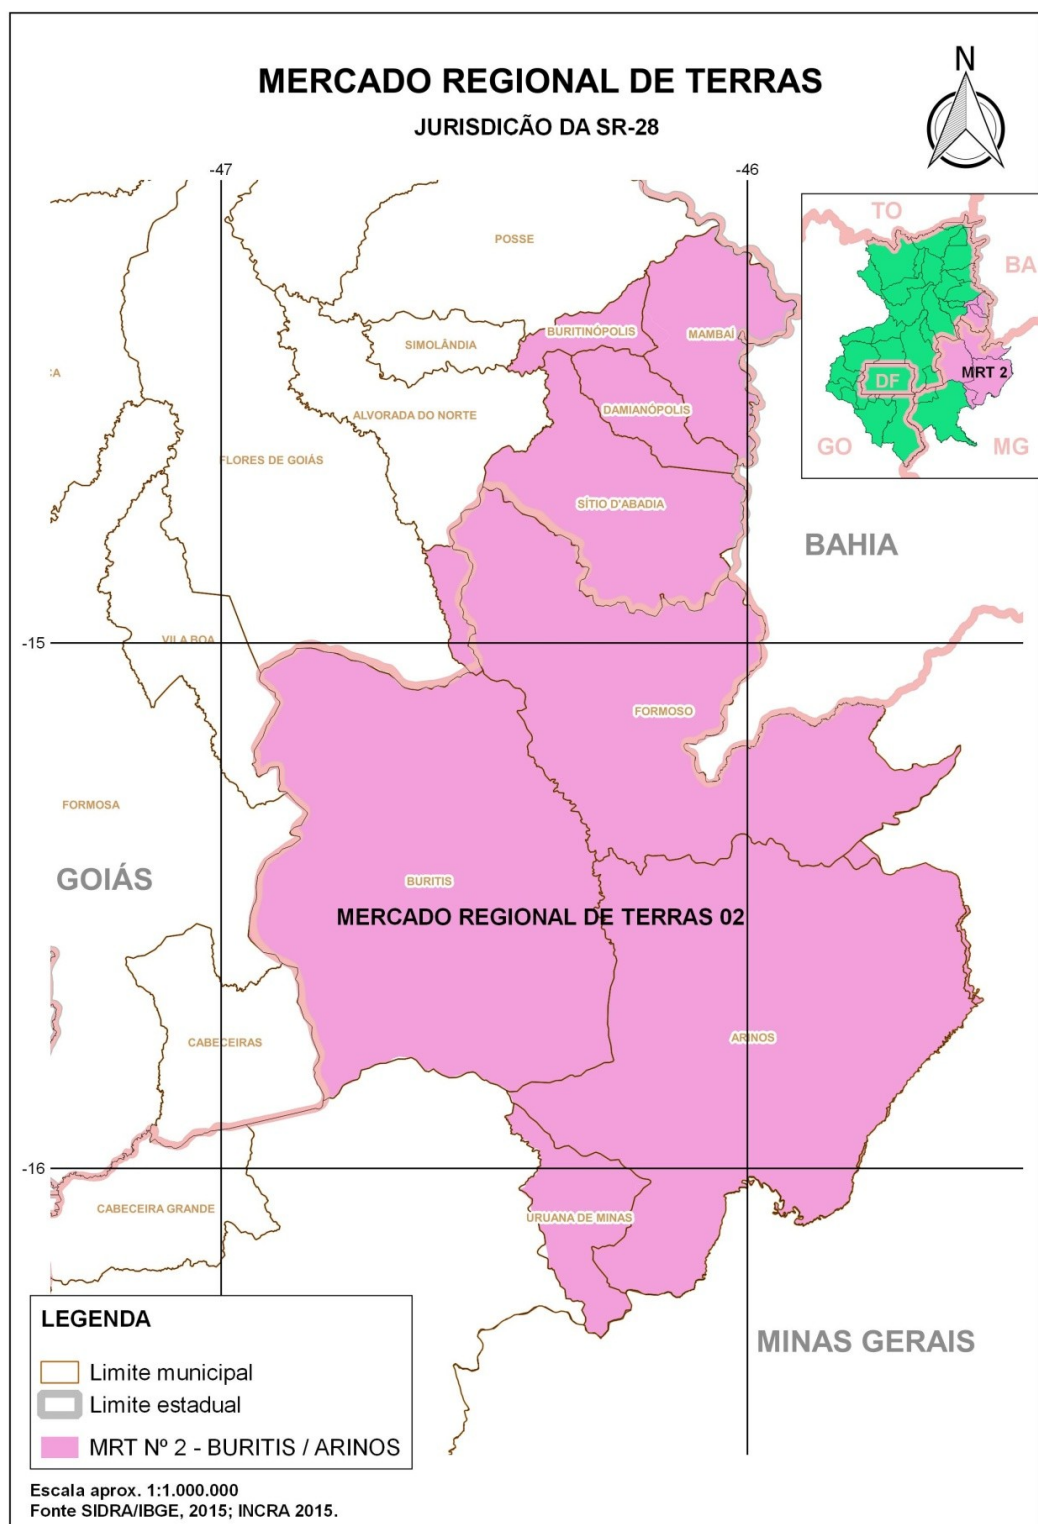 MERCADO REGIONAL DE TERRAS
JURISDICÃO DA SR-28
N
-47
-46
TO
BA
MRT 2
DF
GO
MG
POSSE
BURITINÓPOLIS
MAMBAÍ
SIMOLÂNDIA
CA
DAMIANÓPOLIS
ALVORADA DO NORTE
FLORES DE GOIÁS
SÍTIO D'ABADIA
BAHIA
-15
VILA BOA
FORMOSO
FORMOSA
GOIÁS
BURITIS
MERCADO REGIONAL DE TERRAS 02
CABECEIRAS
ARINOS
-16
CABECEIRA GRANDE
URUANA DE MINAS
MINAS GERAIS
LEGENDA
Limite municipal
Limite estadual
MRT Nº 2 - BURITIS / ARINOS
Escala aprox. 1:1.000.000
Fonte SIDRA/IBGE, 2015; INCRA 2015.